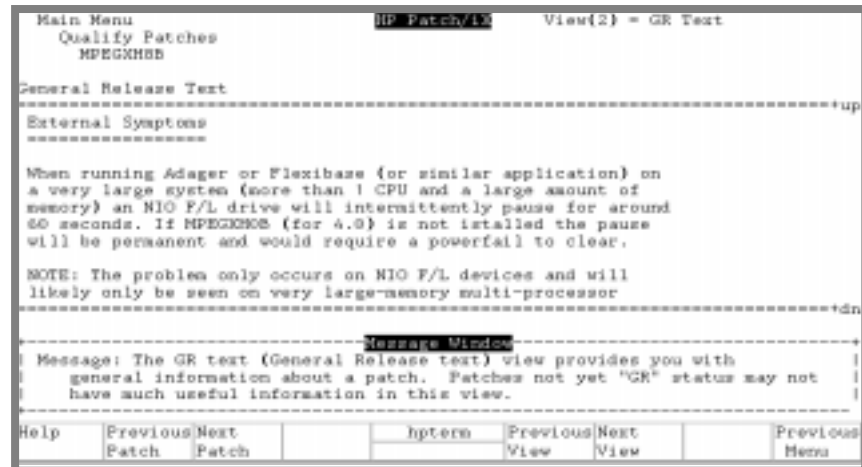 Main Menu HP Patch/iX View(2) = GR Text
Qualify Patches
MPEGXH8B
General Release Text
+up
External Symptoms
=================
When running Adager or Flexibase (or similar application) on
a very large system (more than 1 CPU and a large amount of
memory) an NIO F/L drive will intermittently pause for around
60 seconds. If MPEGXH0B (for 4.0) is not istalled the pause
will be permanent and would require a powerfail to clear.
NOTE: The problem only occurs on NIO F/L devices and will
likely only be seen on very large-memory multi-processor
+dn
Message Window
Message: The GR text (General Release text) view provides you with
general information about a patch. Patches not yet "GR" status may not
have much useful information in this view.
Help Previous Next hpterm Previous Next Previous
Patch Patch View View Menu